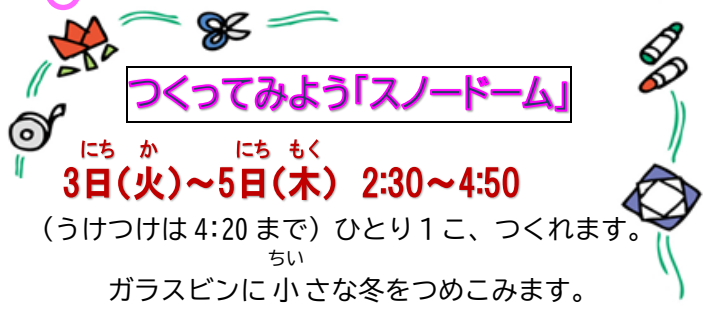 つくってみよう「スノードーム」
にち か にち もく
3日(火)～5日(木) 2:30～4:50
(うけつけは 4:20 まで) ひとり１こ、つくれます。
ちい
ガラスビンに 小さな冬をつめこみます。